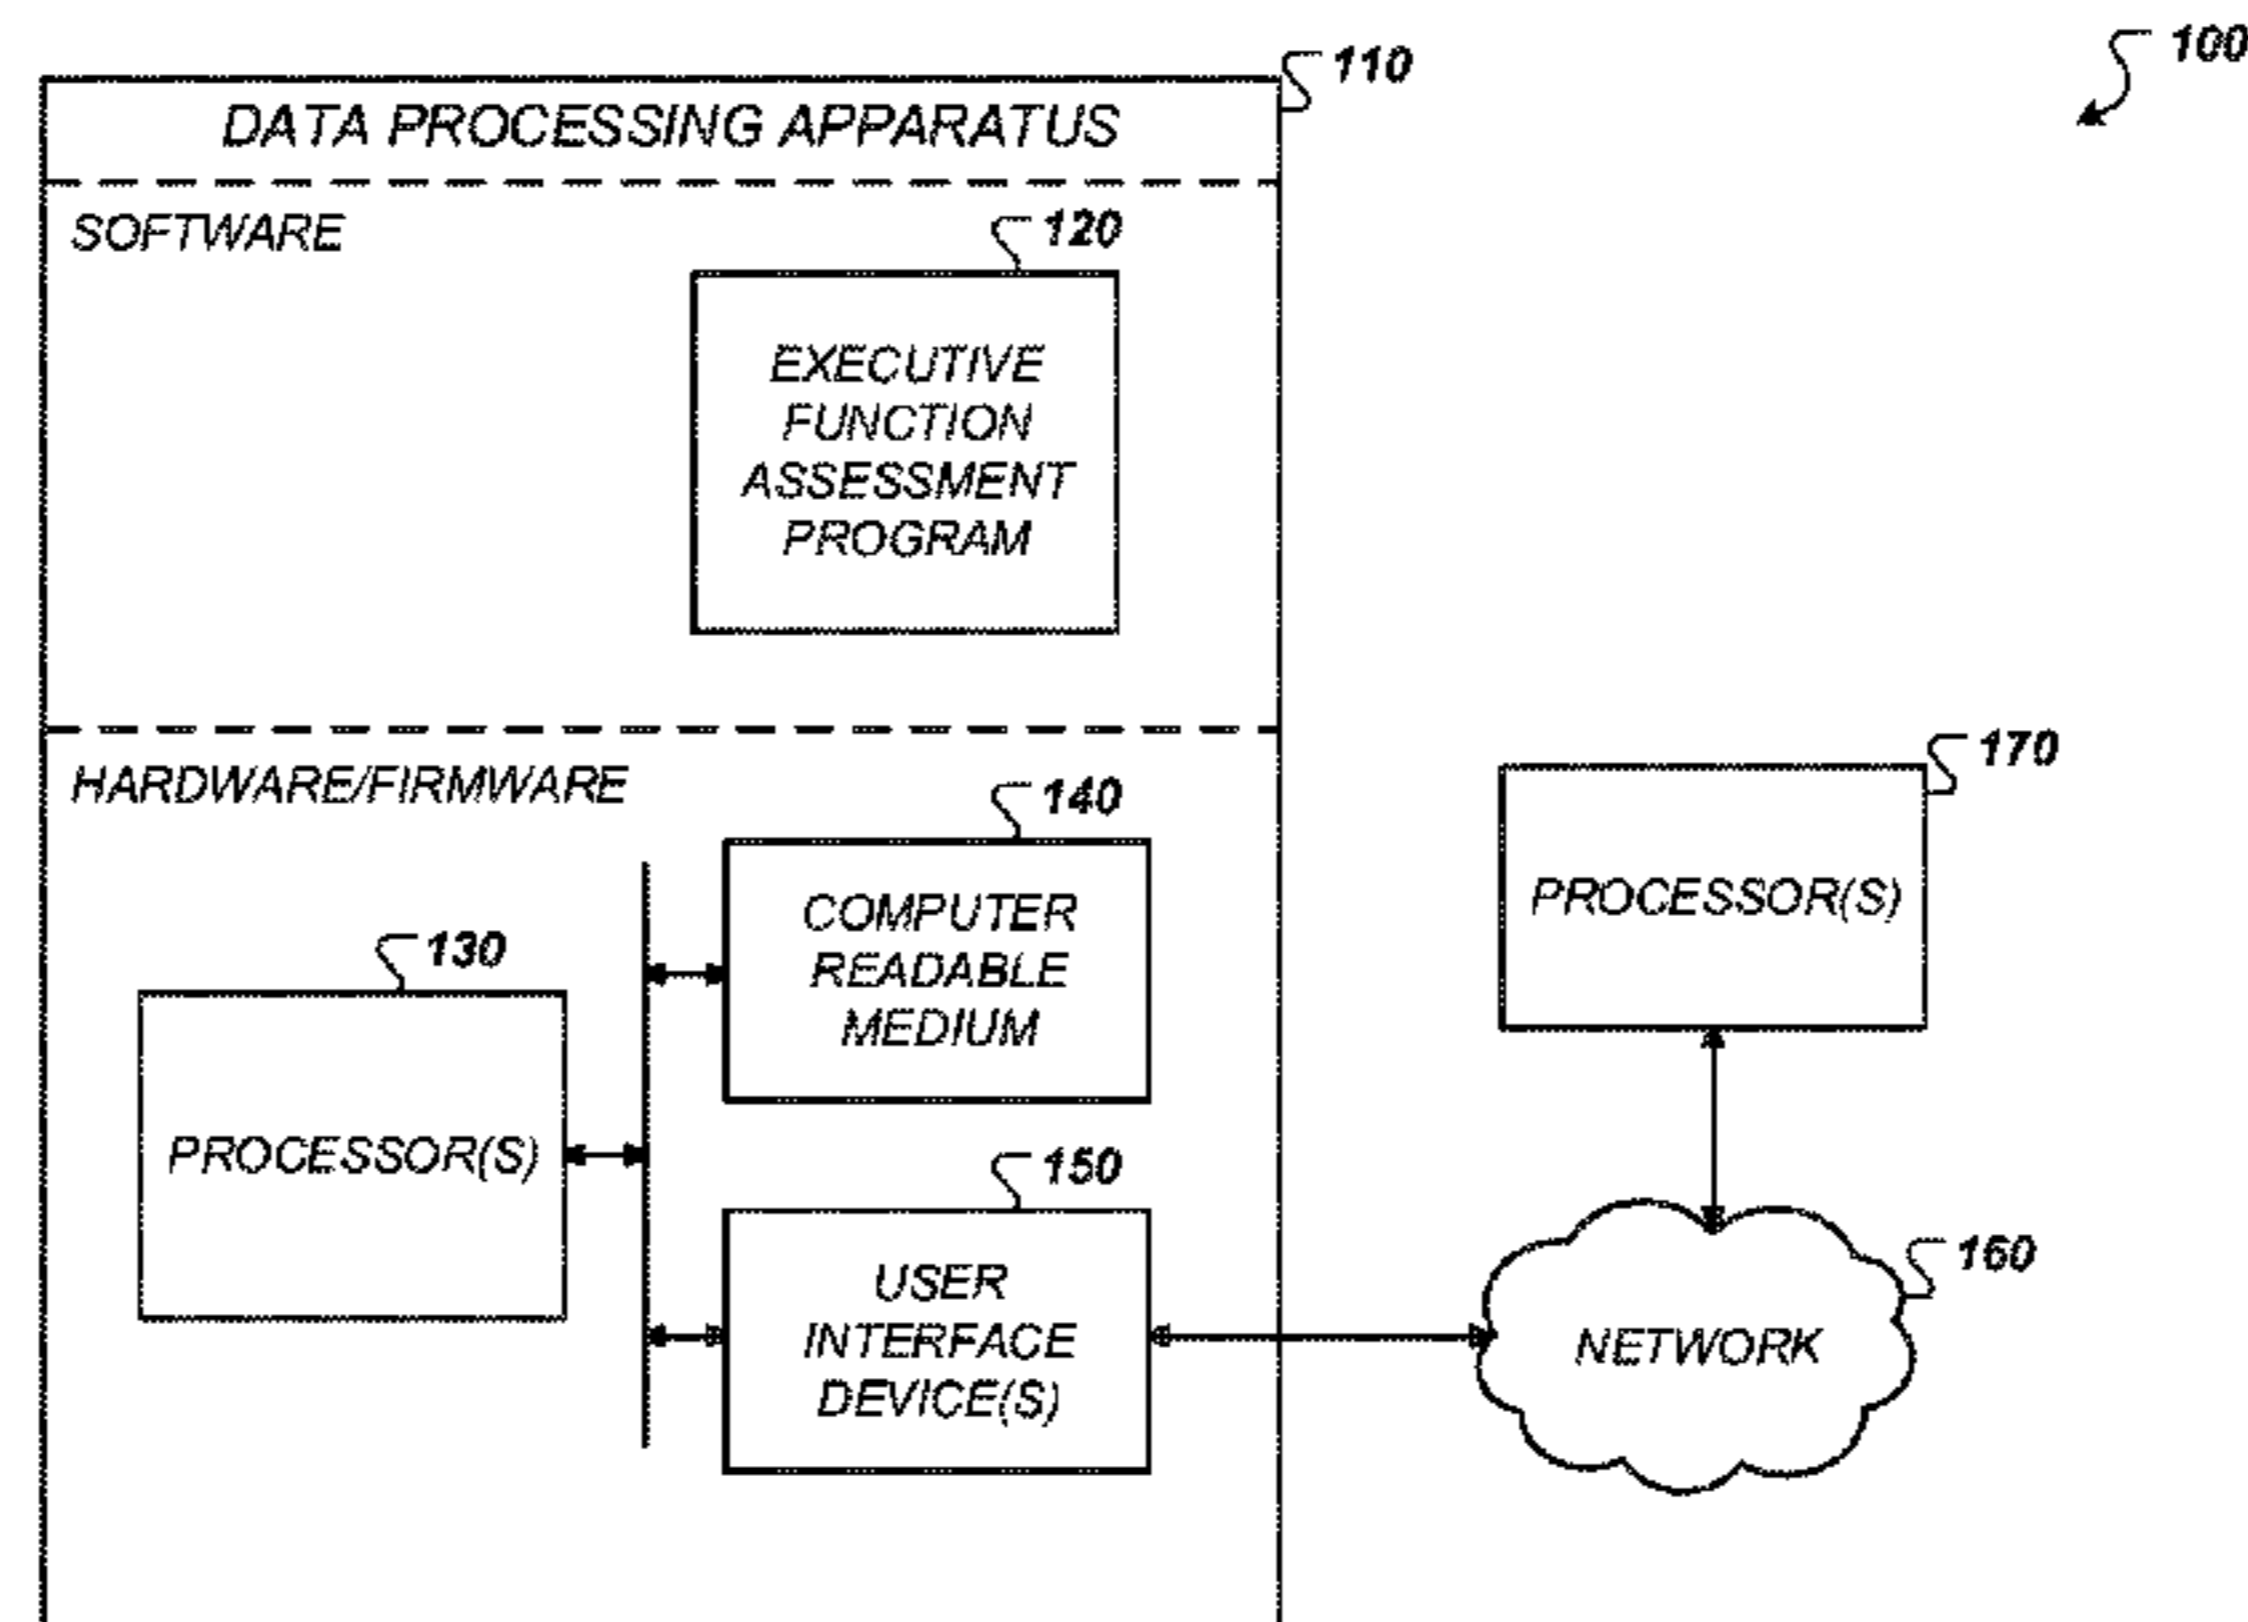 100
110
DATA PROCESSING APPARATUS
SOFTWARE
120
EXECUTIVE
FUNCTION
ASSESSMENT
PROGRAM
HARDWARE/FIRMWARE
140
COMPUTER
READABLE
MEDIUM
130
PROCESSOR(S)
150
USER
INTERFACE
DEVICE(S)
170
PROCESSOR(S)
160
NETWORK